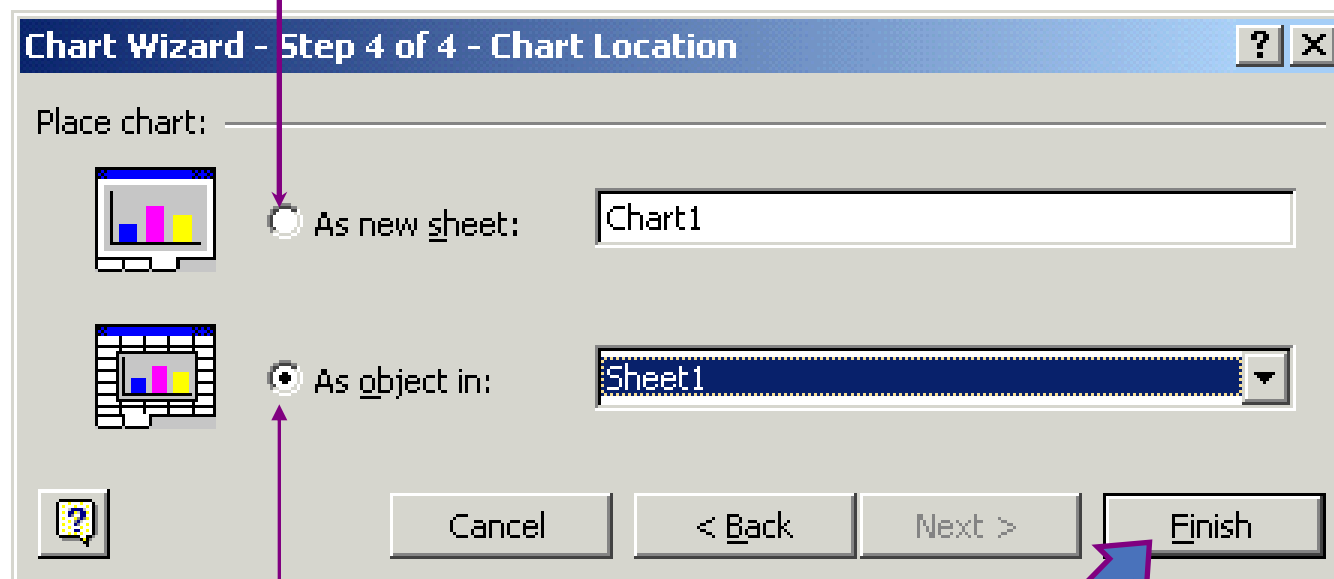 Chart Wizard - Step 4 of 4 - Chart Location
Place chart:
As new sheet: Chart1
As object in: Sheet1
Cancel < Back Next > Finish